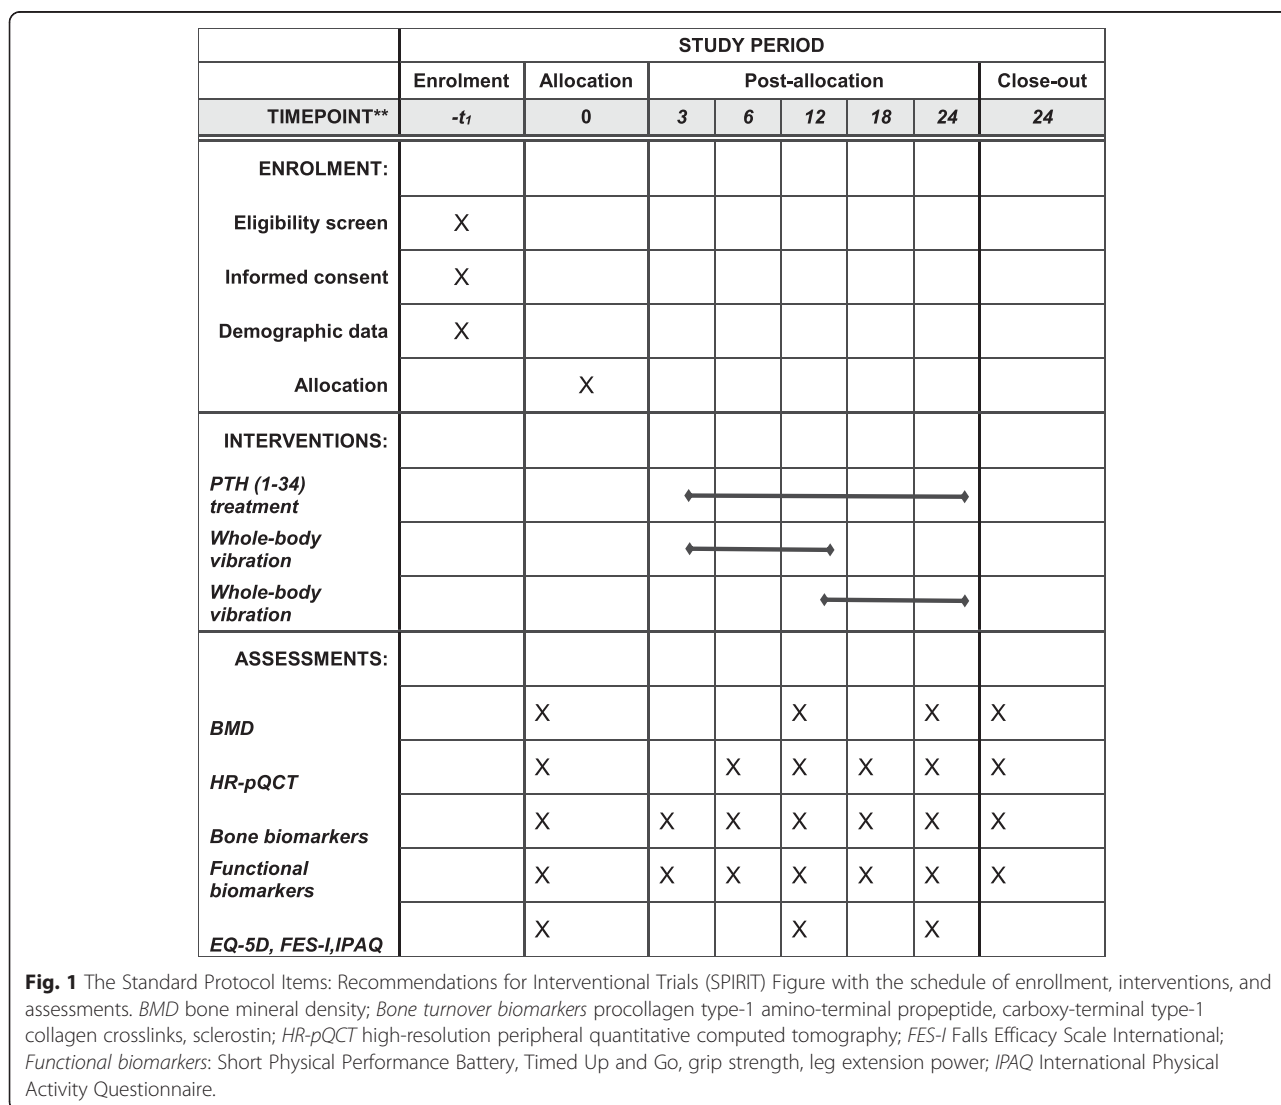 STUDY PERIOD
Enrolment Allocation Post-allocation Close-out
TIMEPOINT** -t1 0 3 6 12 18 24 24
ENROLMENT:
Eligibility screen X
Informed consent X
Demographic data X
Allocation X
INTERVENTIONS:
PTH (1-34)
treatment
Whole-body
vibration
Whole-body
vibration
ASSESSMENTS:
BMD X X X X
HR-pQCT X X X X X X
Bone biomarkers X X X X X X X
Functional
biomarkers X X X X X X X
EQ-5D, FES-I,IPAQ X X X
Fig. 1 The Standard Protocol Items: Recommendations for Interventional Trials (SPIRIT) Figure with the schedule of enrollment, interventions, and
assessments. BMD bone mineral density; Bone turnover biomarkers procollagen type-1 amino-terminal propeptide, carboxy-terminal type-1
collagen crosslinks, sclerostin; HR-pQCT high-resolution peripheral quantitative computed tomography; FES-I Falls Efficacy Scale International;
Functional biomarkers: Short Physical Performance Battery, Timed Up and Go, grip strength, leg extension power; IPAQ International Physical
Activity Questionnaire.